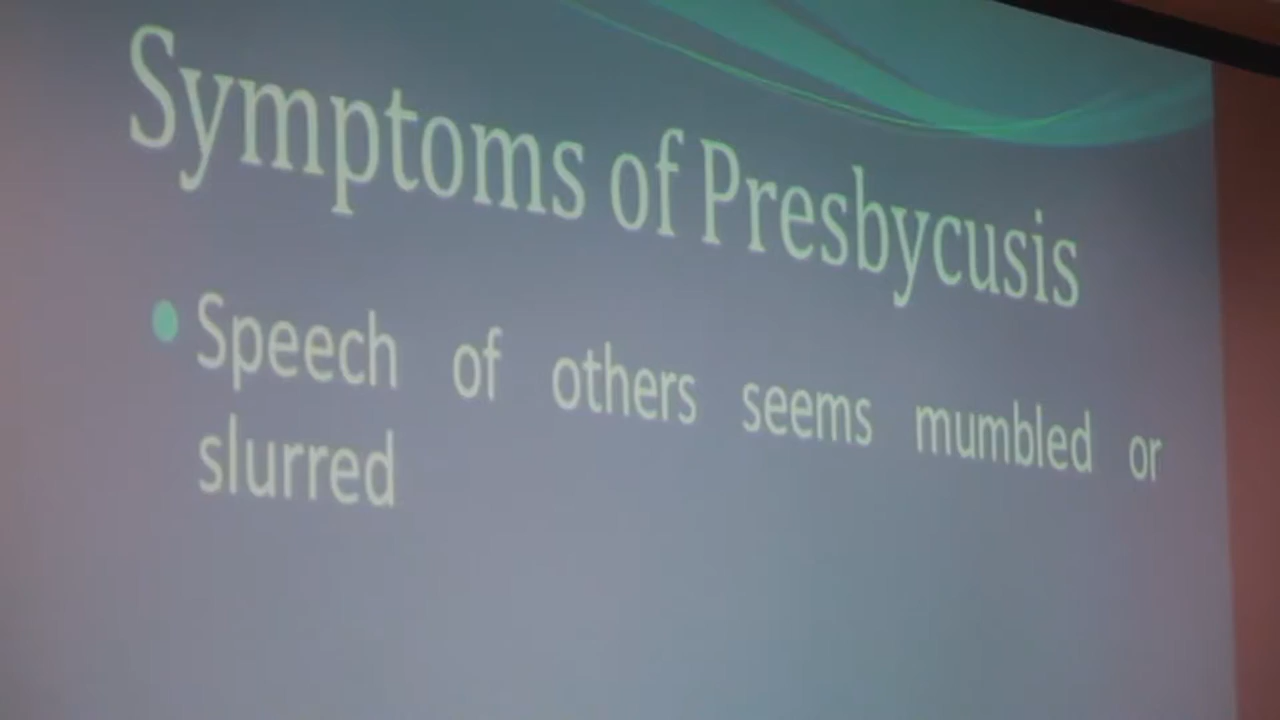 Symptoms of Presbycusis
• Speech of others seems mumbled or
slurred